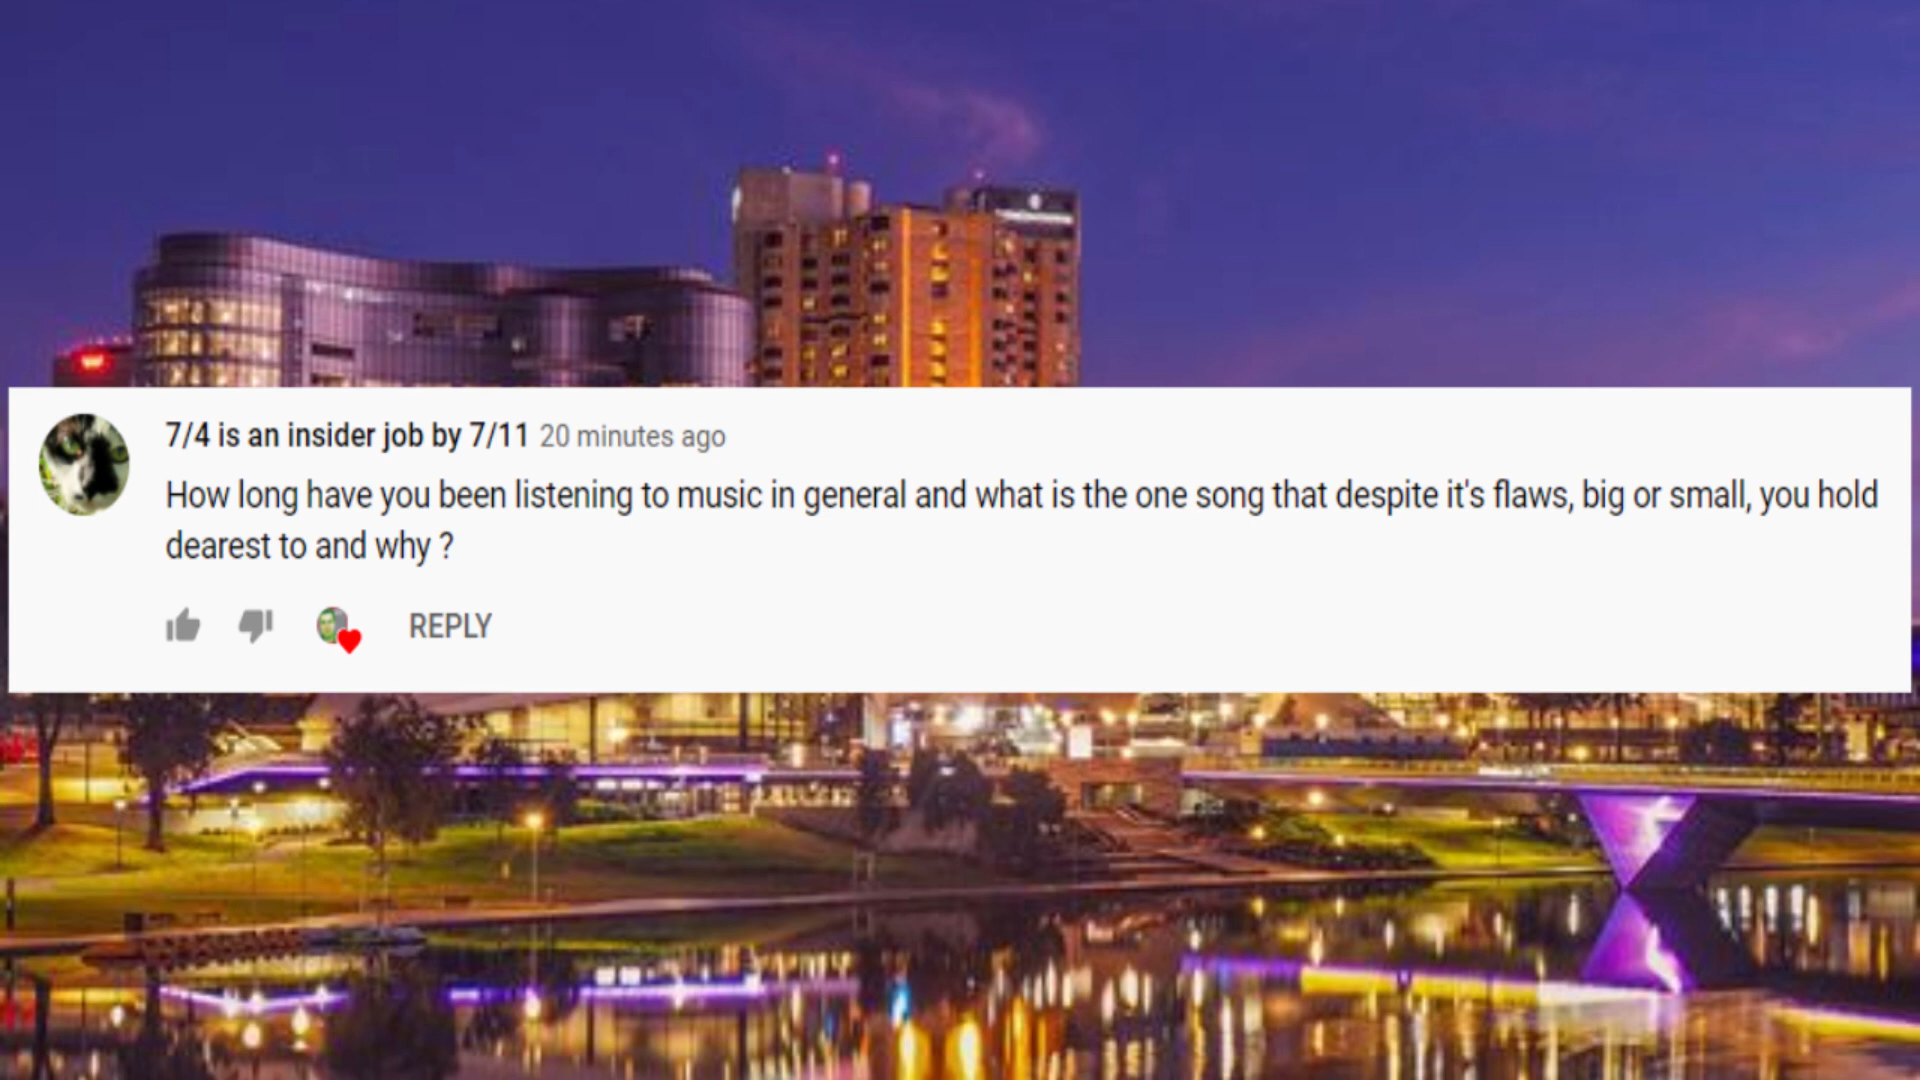 7/4 is an insider job by 7/11 20 minutes ago
How long have you been listening to music in general and what is the one song that despite it's flaws, big or small, you hold
dearest to and why ?
REPLY